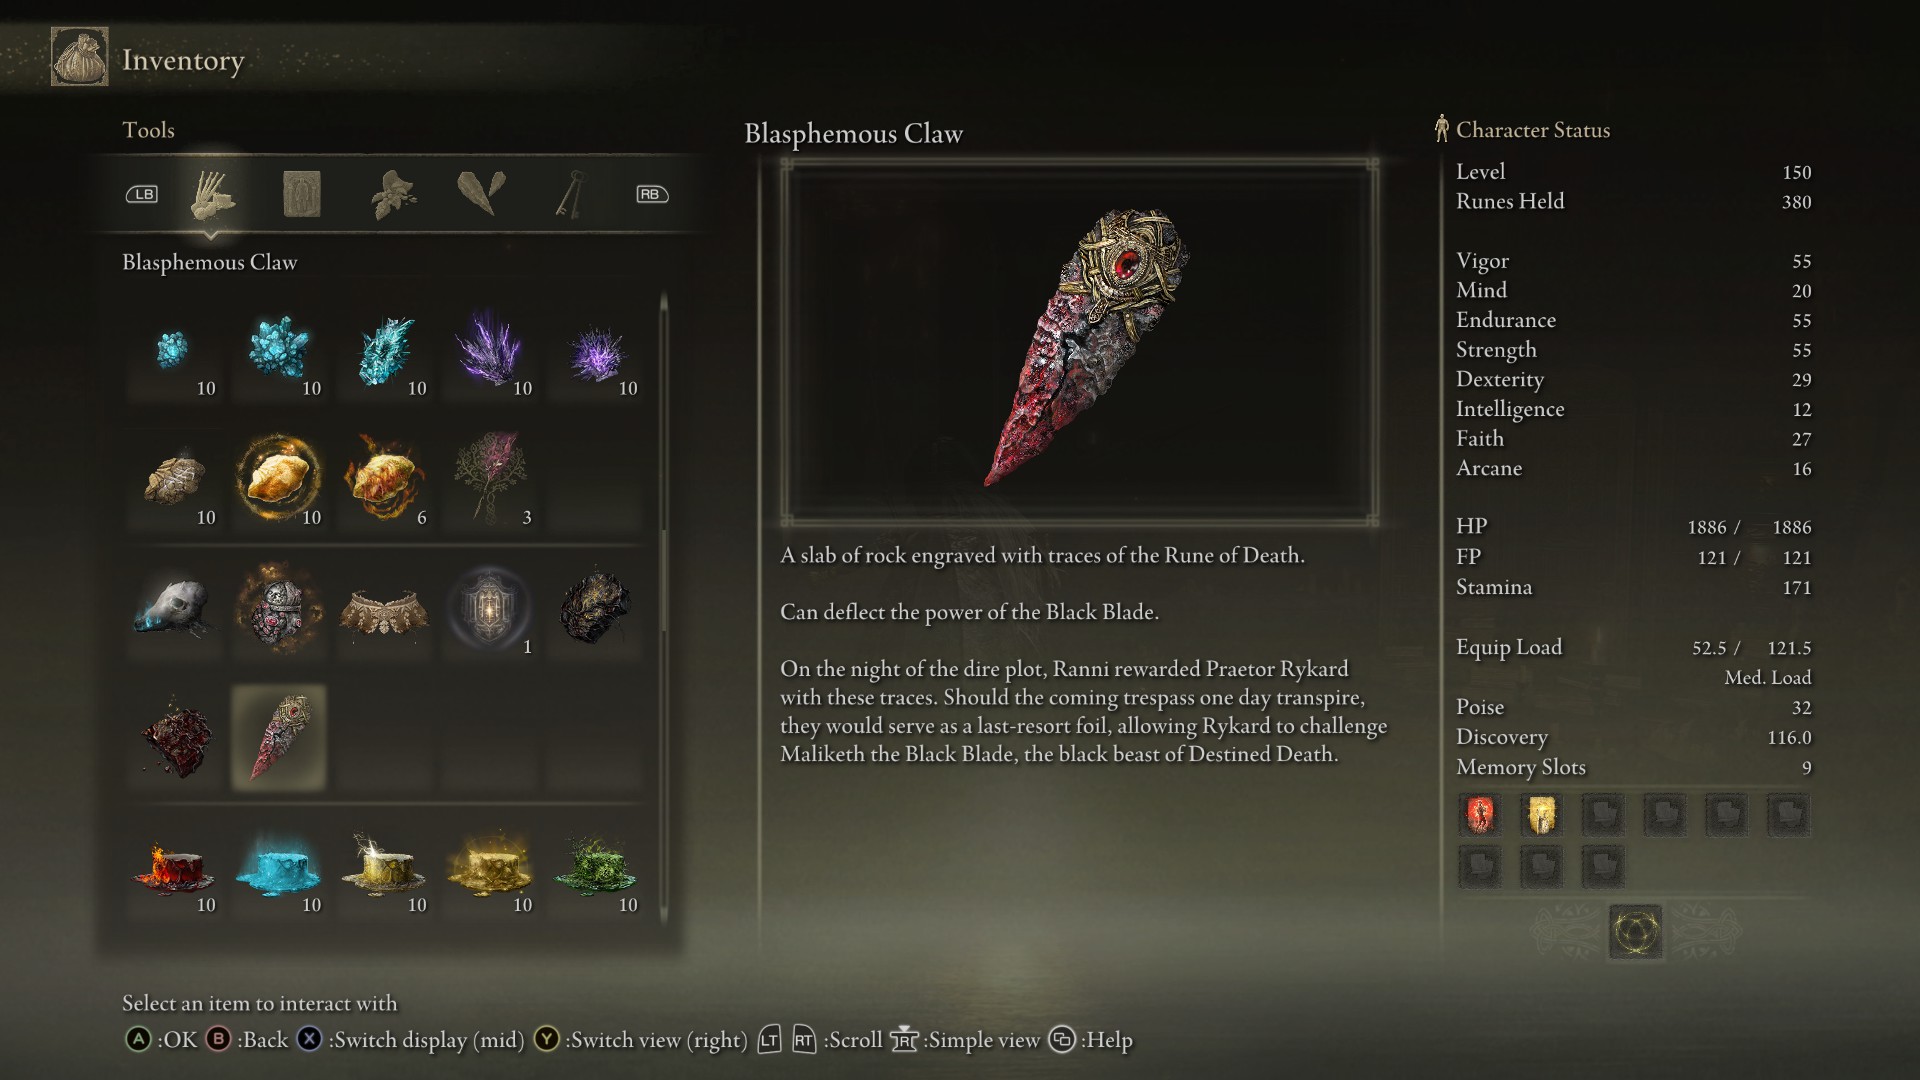 Inventory
Tools
LB
RB
Blasphemous Claw
10
10
10
10
10
10
10
6
3
1
10
10
10
10
10
Blasphemous Claw
A slab of rock engraved with traces of the Rune of Death.
Can deflect the power of the Black Blade.
On the night of the dire plot, Ranni rewarded Praetor Rykard
with these traces. Should the coming trespass one day transpire,
they would serve as a last-resort foil, allowing Rykard to challenge
Maliketh the Black Blade, the black beast of Destined Death.
Character Status
Level 150
Runes Held 380
Vigor 55
Mind 20
Endurance 55
Strength 55
Dexterity 29
Intelligence 12
Faith 27
Arcane 16
HP 1886 / 1886
FP 121 / 121
Stamina 171
Equip Load 52.5 / 121.5
Med. Load
Poise 32
Discovery 116.0
Memory Slots 9
Select an item to interact with
A :OK B :Back X :Switch display (mid) Y :Switch view (right) LT RT :Scroll R :Simple view :Help